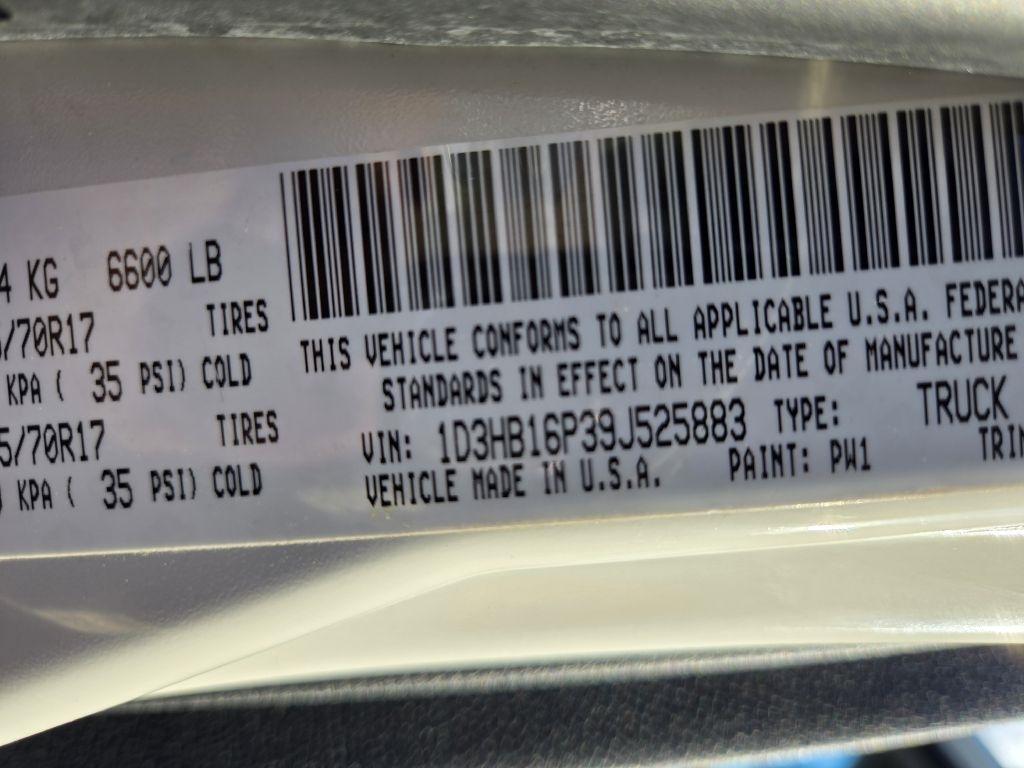 4 KG 6600 LB
/70R17 TIRES
KPA ( 35 PSI) COLD
5/70R17 TIRES
KPA ( 35 PSI) COLD
THIS VEHICLE CONFORMS TO ALL APPLICABLE U.S.A. FEDERA
STANDARDS IN EFFECT ON THE DATE OF MANUFACTURE
VIN: 1D3HB16P39J525883 TYPE: TRUCK
VEHICLE MADE IN U.S.A. PAINT: PW1 TRIM